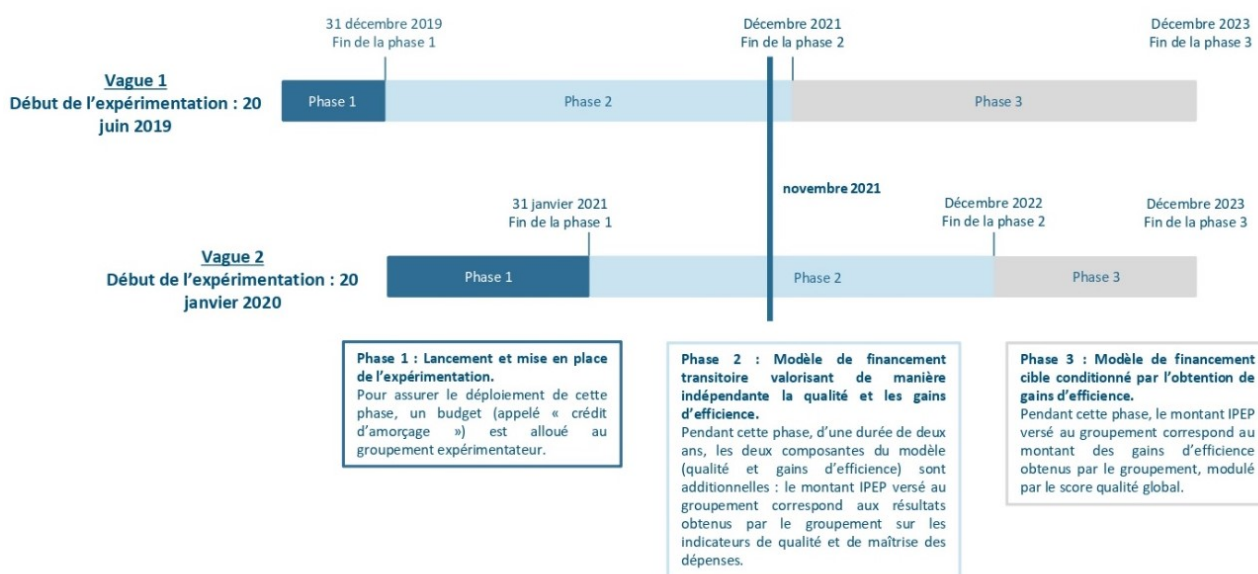 31 décembre 2019
Fin de la phase 1
Décembre 2021
Fin de la phase 2
Décembre 2023
Fin de la phase 3
Vague 1
Début de l'expérimentation : 20
juin 2019
Phase 1
Phase 2
Phase 3
novembre 2021
31 janvier 2021
Fin de la phase 1
Décembre 2022
Fin de la phase 2
Décembre 2023
Fin de la phase 3
Vague 2
Début de l'expérimentation : 20
janvier 2020
Phase 1
Phase 2
Phase 3
Phase 1 : Lancement et mise en place
de l'expérimentation.
Pour assurer le déploiement de cette
phase, un budget (appelé « crédit
d'amorçage ») est alloué au
groupement expérimentateur.
Phase 2 : Modèle de financement
transitoire valorisant de manière
indépendante la qualité et les gains
d'efficience.
Pendant cette phase, d'une durée de deux
ans, les deux composantes du modèle
(qualité et gains d'efficience) sont
additionnelles : le montant IPEP versé au
groupement correspond aux résultats
obtenus par le groupement sur les
indicateurs de qualité et de maîtrise des
dépenses.
Phase 3 : Modèle de financement
cible conditionné par l'obtention de
gains d'efficience.
Pendant cette phase, le montant IPEP
versé au groupement correspond au
montant des gains d'efficience
obtenus par le groupement, modulé
par le score qualité global.